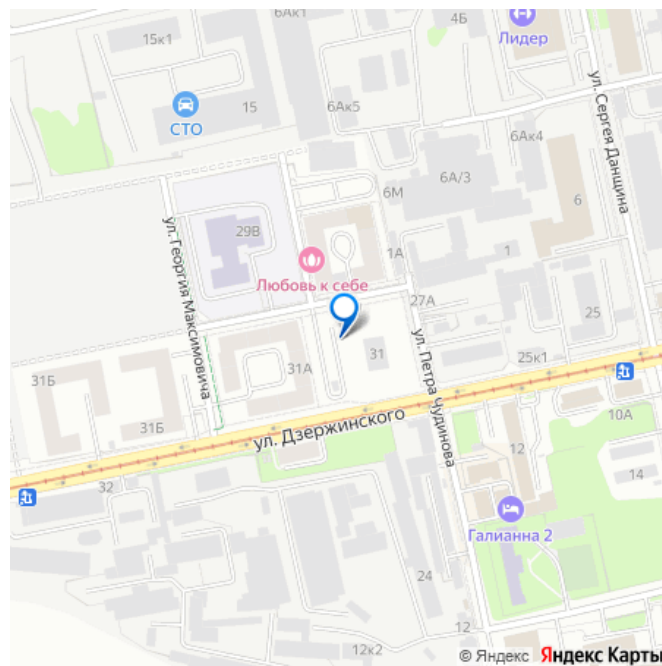 6Ак1
4Б
Лидер
15к1
15
СТО
6Ак5
6Ак4
ул. Сергея Данщина
6А/3
6М
6
29В
1А
1
ул. Георгия Максимовича
Любовь к себе
27А
25
31
31А
25к1
ул. Петра Чудинова
31Б
31Б
ул. Дзержинского
10А
12
14
32
Галианна 2
24
12
12к2
© Яндекс Яндекс Карты